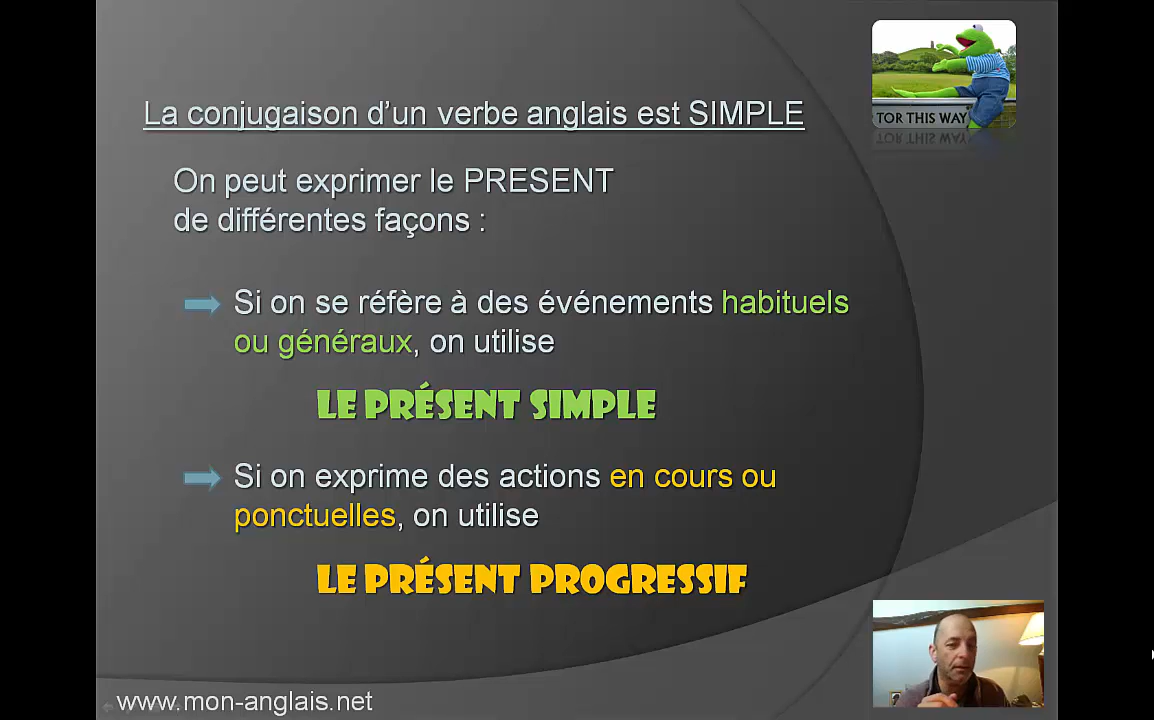 La conjugaison d'un verbe anglais est SIMPLE
TOR THIS WAY
On peut exprimer le PRESENT
de différentes façons :
Si on se réfère à des événements habituels
ou généraux, on utilise
LE PRÉSENT SIMPLE
Si on exprime des actions en cours ou
ponctuelles, on utilise
LE PRÉSENT PROGRESSIF
www.mon-anglais.net